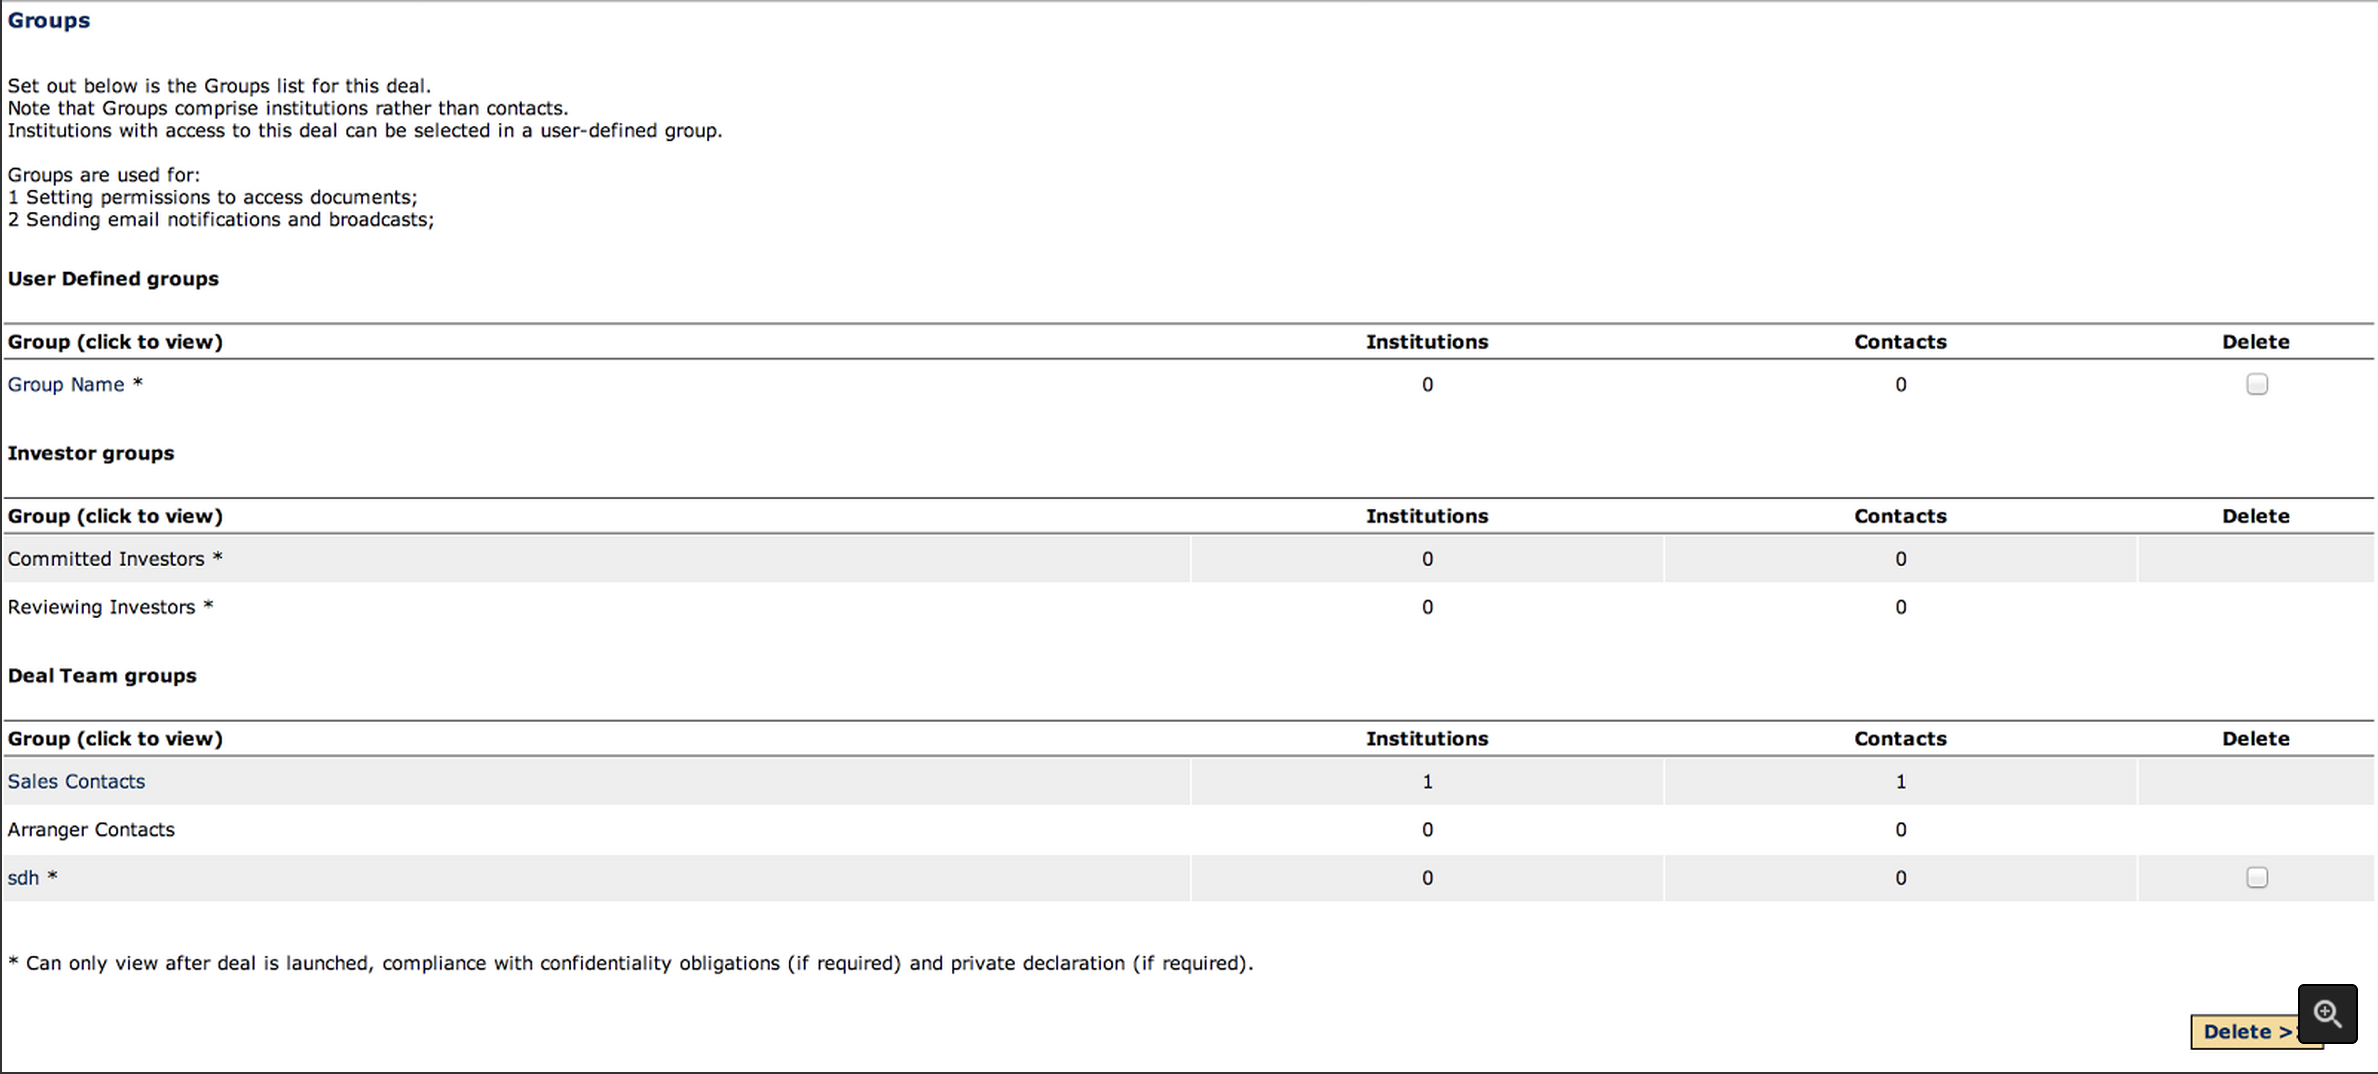 Groups
Set out below is the Groups list for this deal.
Note that Groups comprise institutions rather than contacts.
Institutions with access to this deal can be selected in a user-defined group.
Groups are used for:
1 Setting permissions to access documents;
2 Sending email notifications and broadcasts;
User Defined groups
Group (click to view) Institutions Contacts Delete
Group Name * 0 0
Investor groups
Group (click to view) Institutions Contacts Delete
Committed Investors * 0 0
Reviewing Investors * 0 0
Deal Team groups
Group (click to view) Institutions Contacts Delete
Sales Contacts 1 1
Arranger Contacts 0 0
sdh * 0 0
* Can only view after deal is launched, compliance with confidentiality obligations (if required) and private declaration (if required).
Delete >